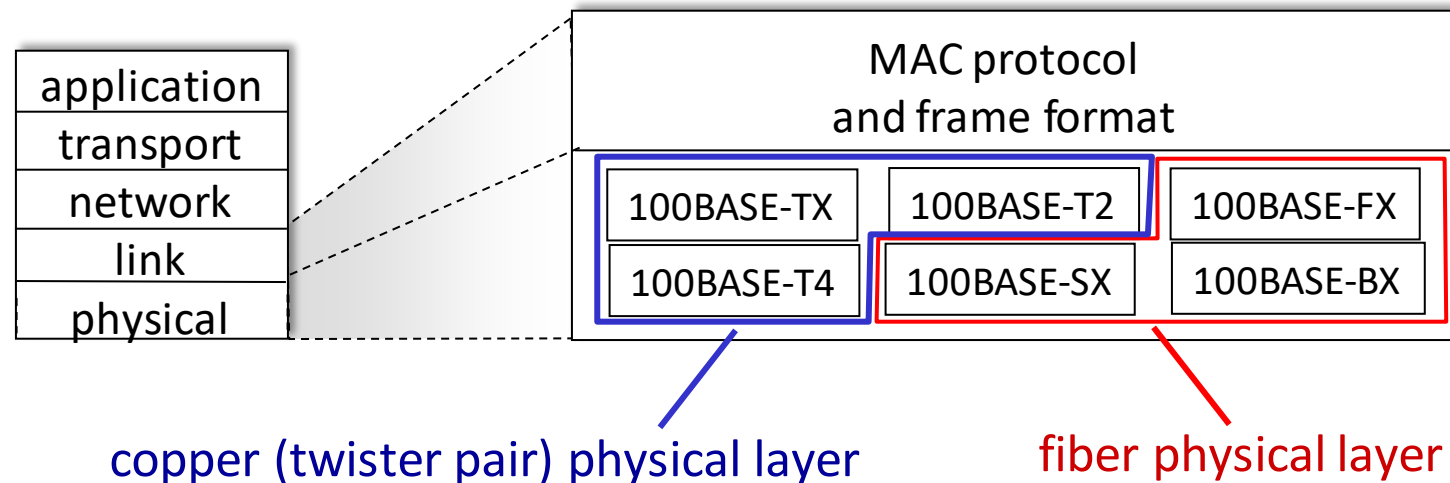 application
transport
network
link
physical
MAC protocol
and frame format
100BASE-TX
100BASE-T2
100BASE-FX
100BASE-T4
100BASE-SX
100BASE-BX
copper (twister pair) physical layer
fiber physical layer